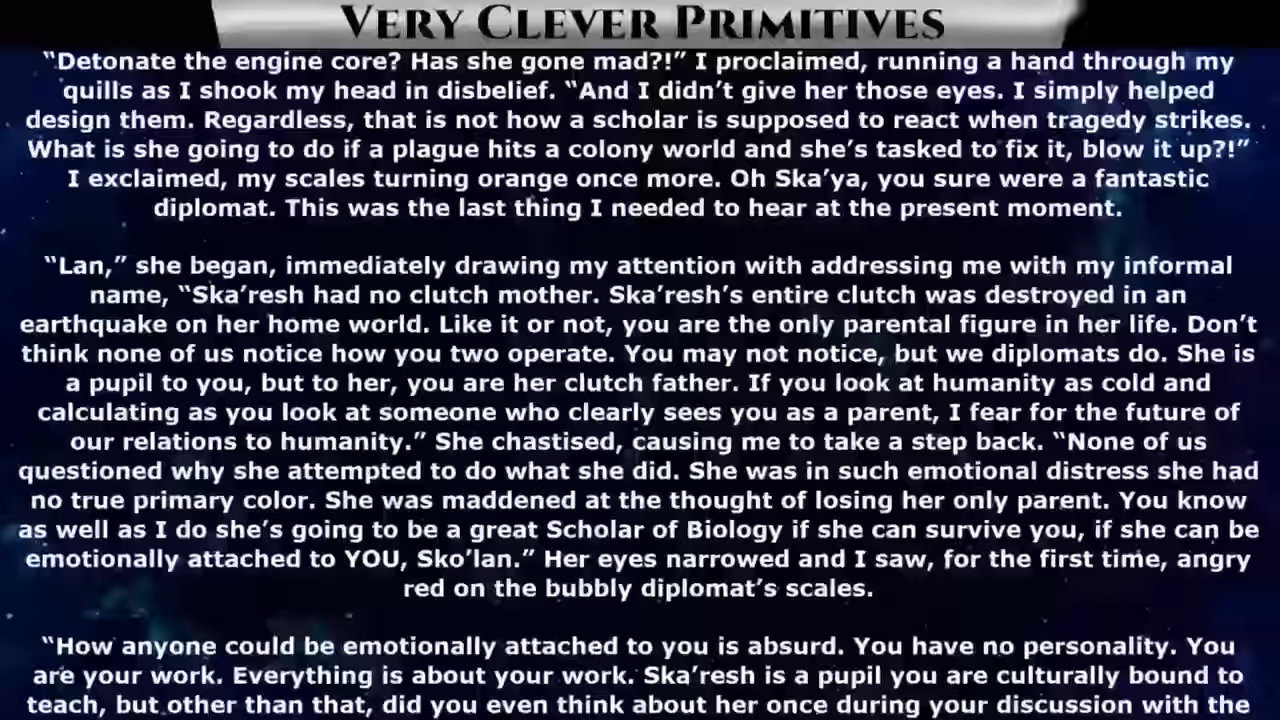 VERY CLEVER PRIMITIVES
“Detonate the engine core? Has she gone mad?!” I proclaimed, running a hand through my
quills as I shook my head in disbelief. “And I didn’t give her those eyes. I simply helped
design them. Regardless, that is not how a scholar is supposed to react when tragedy strikes.
What is she going to do if a plague hits a colony world and she’s tasked to fix it, blow it up?!”
I exclaimed, my scales turning orange once more. Oh Ska’ya, you sure were a fantastic
diplomat. This was the last thing I needed to hear at the present moment.
“Lan,” she began, immediately drawing my attention with addressing me with my informal
name, “Ska’resh had no clutch mother. Ska’resh’s entire clutch was destroyed in an
earthquake on her home world. Like it or not, you are the only parental figure in her life. Don’t
think none of us notice how you two operate. You may not notice, but we diplomats do. She is
a pupil to you, but to her, you are her clutch father. If you look at humanity as cold and
calculating as you look at someone who clearly sees you as a parent, I fear for the future of
our relations to humanity.” She chastised, causing me to take a step back. “None of us
questioned why she attempted to do what she did. She was in such emotional distress she had
no true primary color. She was maddened at the thought of losing her only parent. You know
as well as I do she’s going to be a great Scholar of Biology if she can survive you, if she can be
emotionally attached to YOU, Sko’lan.” Her eyes narrowed and I saw, for the first time, angry
red on the bubbly diplomat’s scales.
“How anyone could be emotionally attached to you is absurd. You have no personality. You
are your work. Everything is about your work. Ska’resh is a pupil you are culturally bound to
teach, but other than that, did you even think about her once during your discussion with the